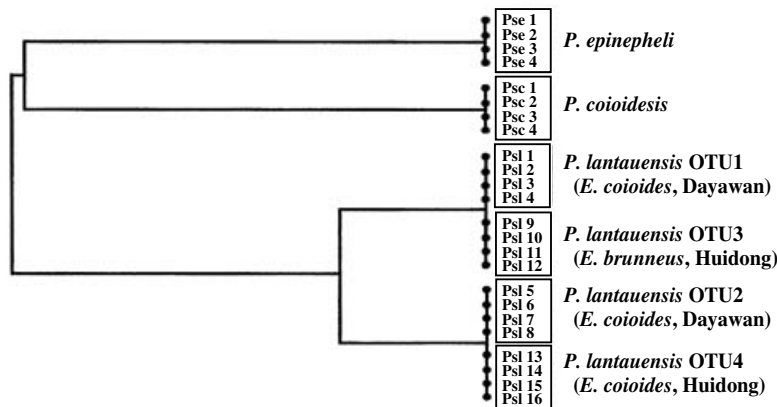 Pse 1
Pse 2
Pse 3
Pse 4
P. epinepheli
Psc 1
Psc 2
Psc 3
Psc 4
P. coioidesis
Psl 1
Psl 2
Psl 3
Psl 4
P. lantauensis OTU1
(E. coioides, Dayawan)
Psl 9
Psl 10
Psl 11
Psl 12
P. lantauensis OTU3
(E. brunneus, Huidong)
Psl 5
Psl 6
Psl 7
Psl 8
P. lantauensis OTU2
(E. coioides, Dayawan)
Psl 13
Psl 14
Psl 15
Psl 16
P. lantauensis OTU4
(E. coioides, Huidong)